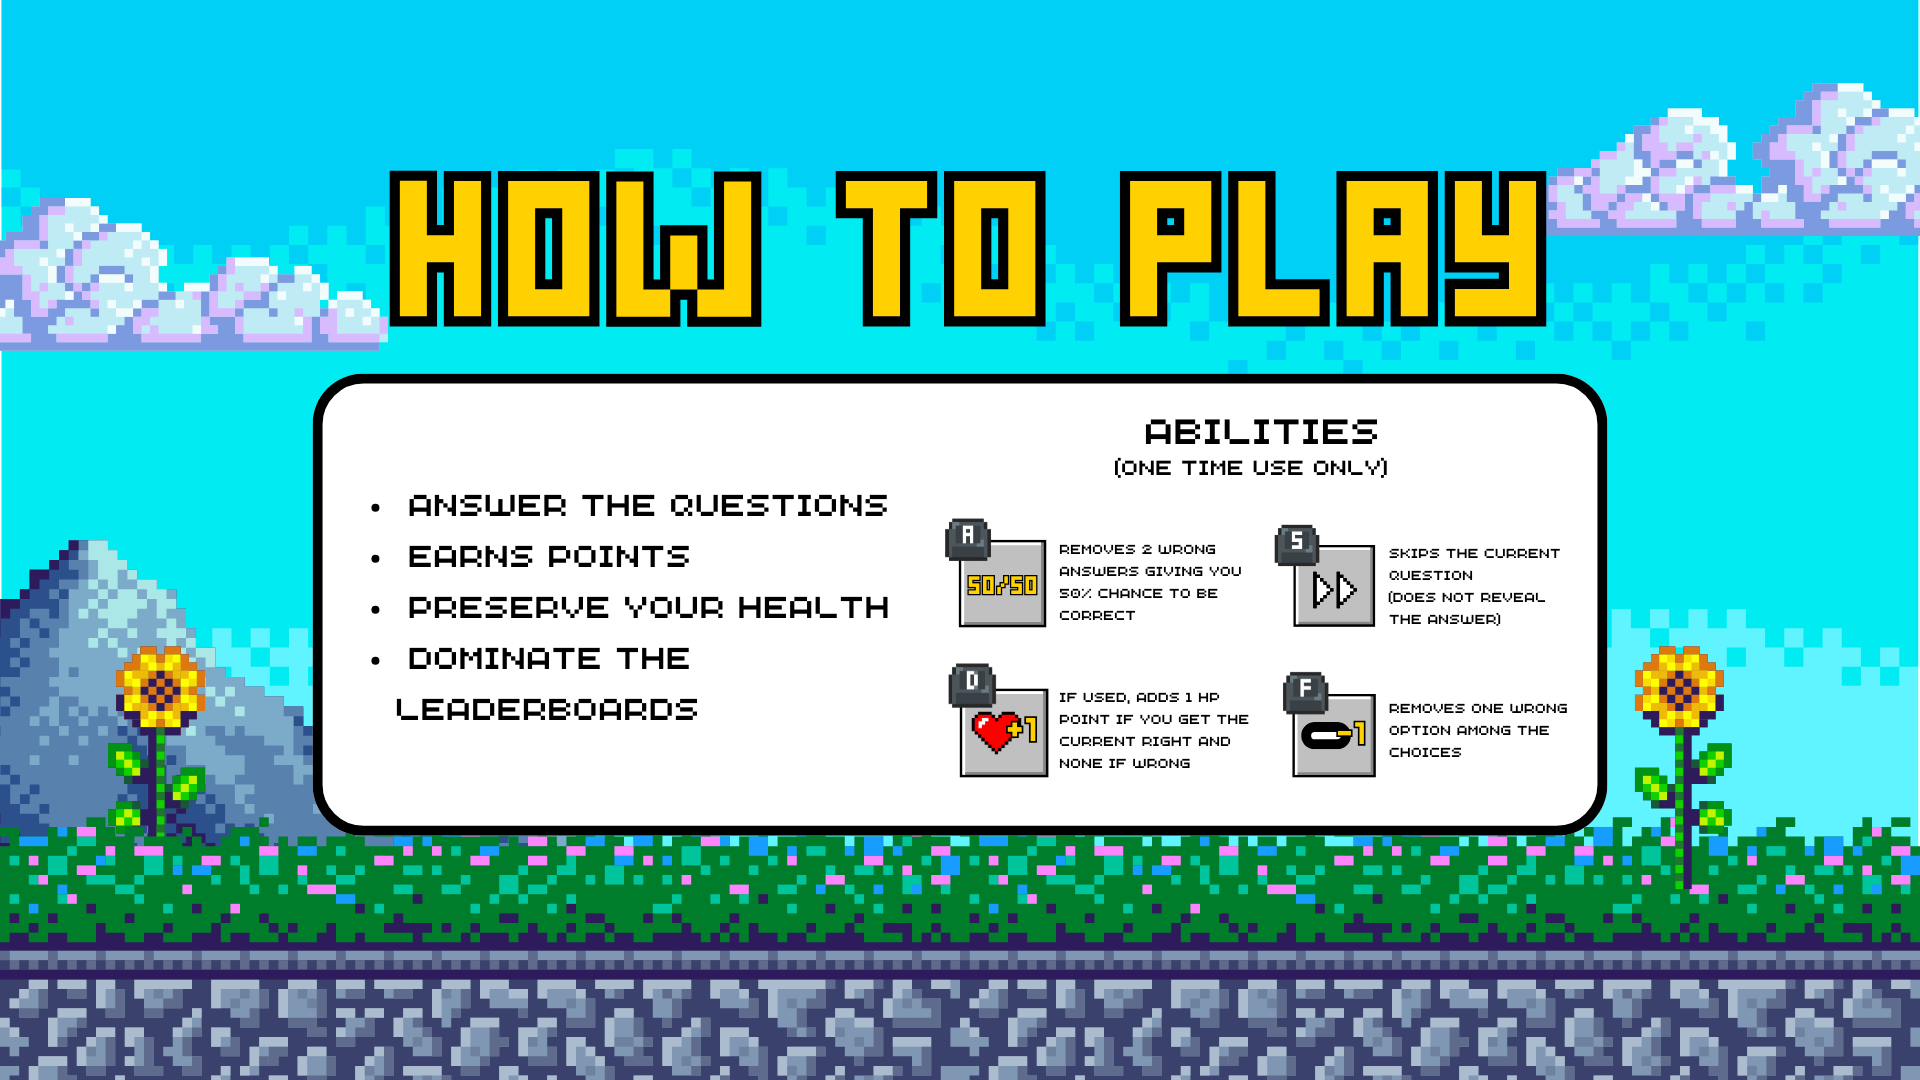 HOW TO PLAY
• ANSWER THE QUESTIONS
• EARNS POINTS
• PRESERVE YOUR HEALTH
• DOMINATE THE
LEADERBOARDS
ABILITIES
(ONE TIME USE ONLY)
A
50/50
REMOVES 2 WRONG
ANSWERS GIVING YOU
50% CHANCE TO BE
CORRECT
S
SKIPS THE CURRENT
QUESTION
(DOES NOT REVEAL
THE ANSWER)
D
+1
IF USED, ADDS 1 HP
POINT IF YOU GET THE
CURRENT RIGHT AND
NONE IF WRONG
F
-1
REMOVES ONE WRONG
OPTION AMONG THE
CHOICES